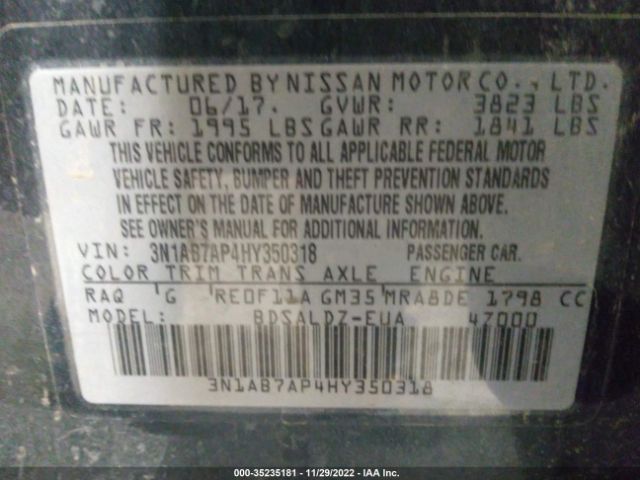 MANUFACTURED BY NISSAN MOTOR CO., LTD.
DATE: 06/17. GVWR: 3823 LBS
GAWR FR: 1995 LBS GAWR RR: 1841 LBS
THIS VEHICLE CONFORMS TO ALL APPLICABLE FEDERAL MOTOR
VEHICLE SAFETY, BUMPER AND THEFT PREVENTION STANDARDS
IN EFFECT ON THE DATE OF MANUFACTURE SHOWN ABOVE.
SEE OWNER'S MANUAL FOR ADDITIONAL INFORMATION.
VIN: 3N1AB7AP4HY350318 PASSENGER CAR.
COLOR TRIM TRANS AXLE ENGINE
RAQ G RE0F11A GM35 MRA8DE 1798 CC
MODEL: BDSALDZ-EUA 47000
3N1AB7AP4HY350318
000-35235181 - 11/29/2022 - IAA Inc.